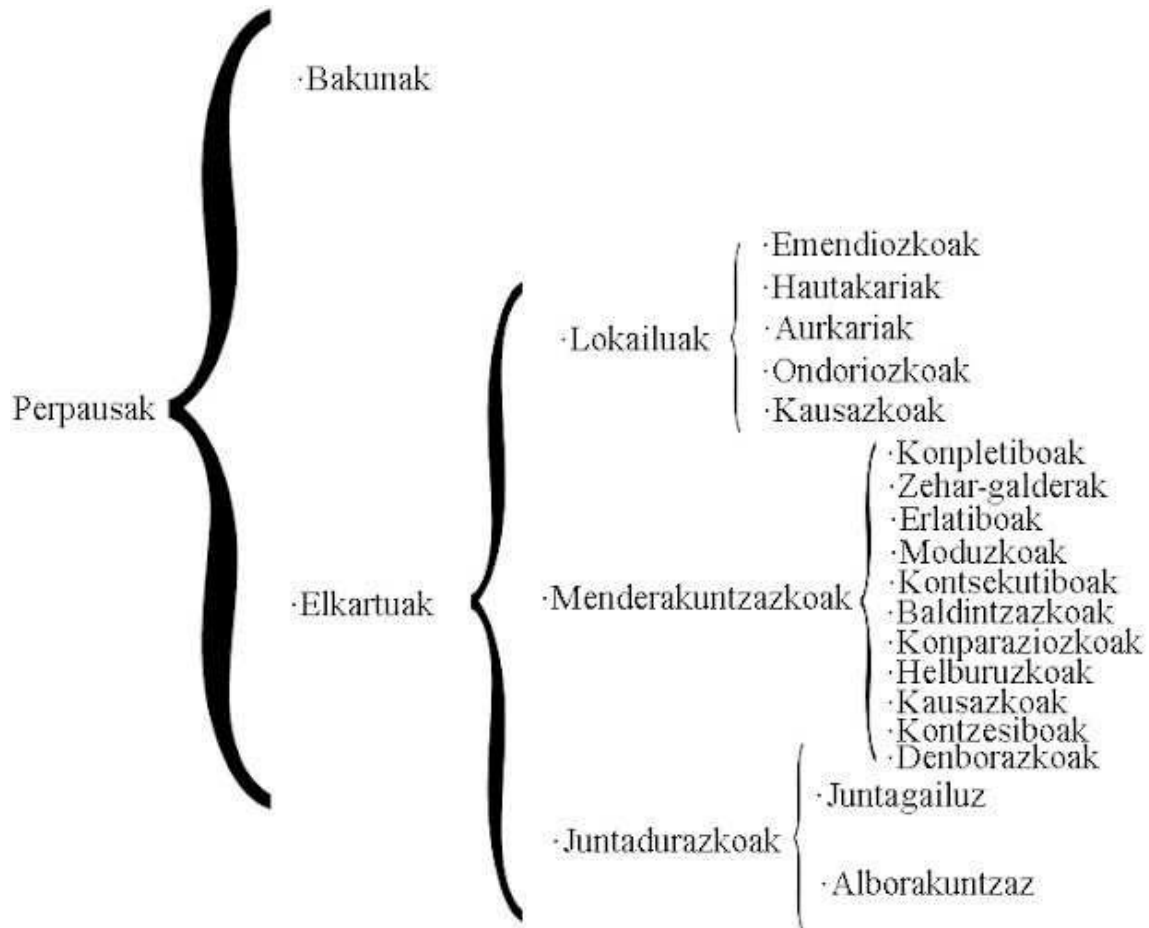 Perpausak
·Bakunak
·Elkartuak
·Lokailuak
·Emendiozkoak
·Hautakariak
·Aurkariak
·Ondoriozkoak
·Kausazkoak
·Menderakuntzazkoak
·Konpletiboak
·Zehar-galderak
·Erlatiboak
·Moduzkoak
·Kontsekutiboak
·Baldintzazkoak
·Konparaziozkoak
·Helburuzkoak
·Kausazkoak
·Kontzesiboak
·Denborazkoak
·Juntadurazkoak
·Juntagailuz
·Alborakuntzaz